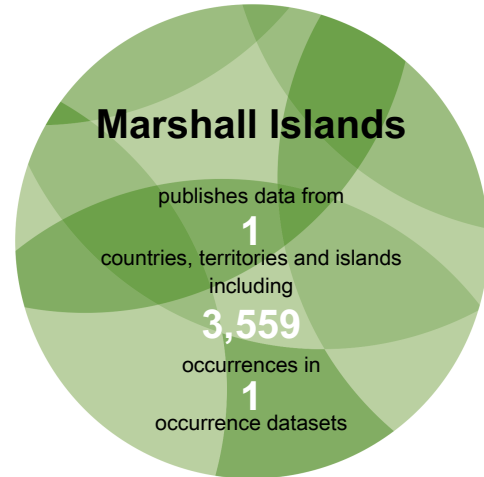 Marshall Islands
publishes data from
1
countries, territories and islands
including
3,559
occurrences in
1
occurrence datasets